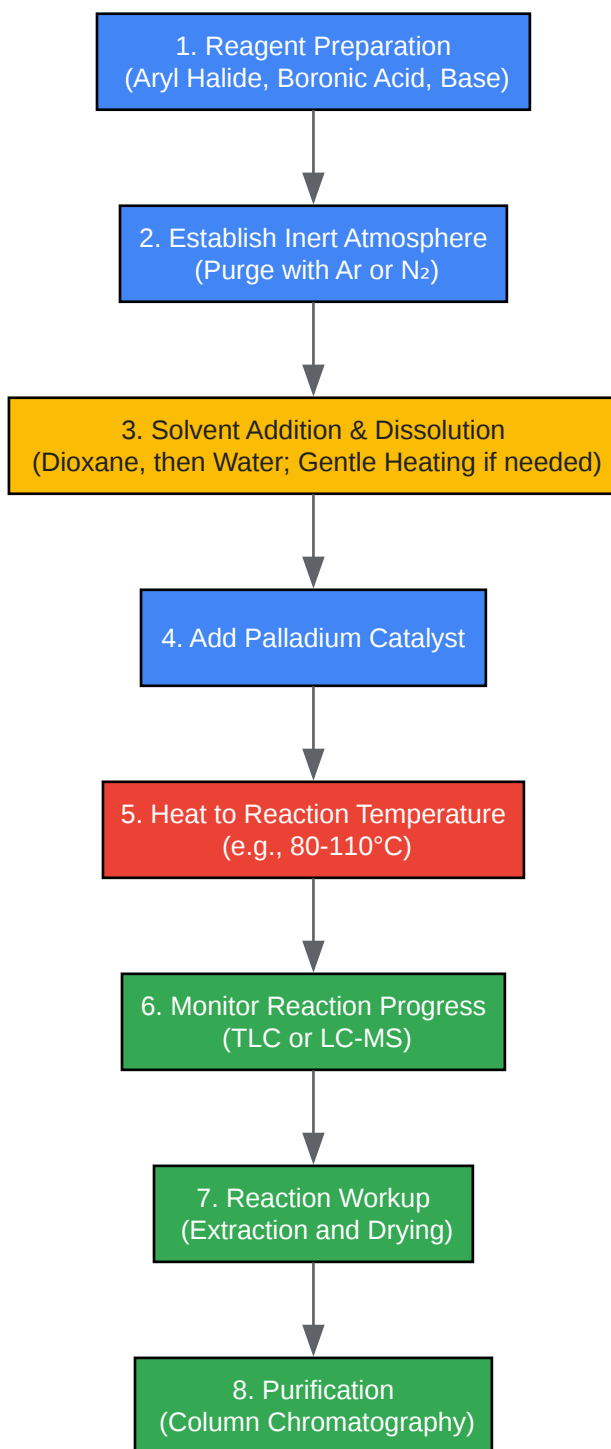 1. Reagent Preparation
(Aryl Halide, Boronic Acid, Base)
2. Establish Inert Atmosphere
(Purge with Ar or N₂)
3. Solvent Addition & Dissolution
(Dioxane, then Water; Gentle Heating if needed)
4. Add Palladium Catalyst
5. Heat to Reaction Temperature
(e.g., 80-110°C)
6. Monitor Reaction Progress
(TLC or LC-MS)
7. Reaction Workup
(Extraction and Drying)
8. Purification
(Column Chromatography)